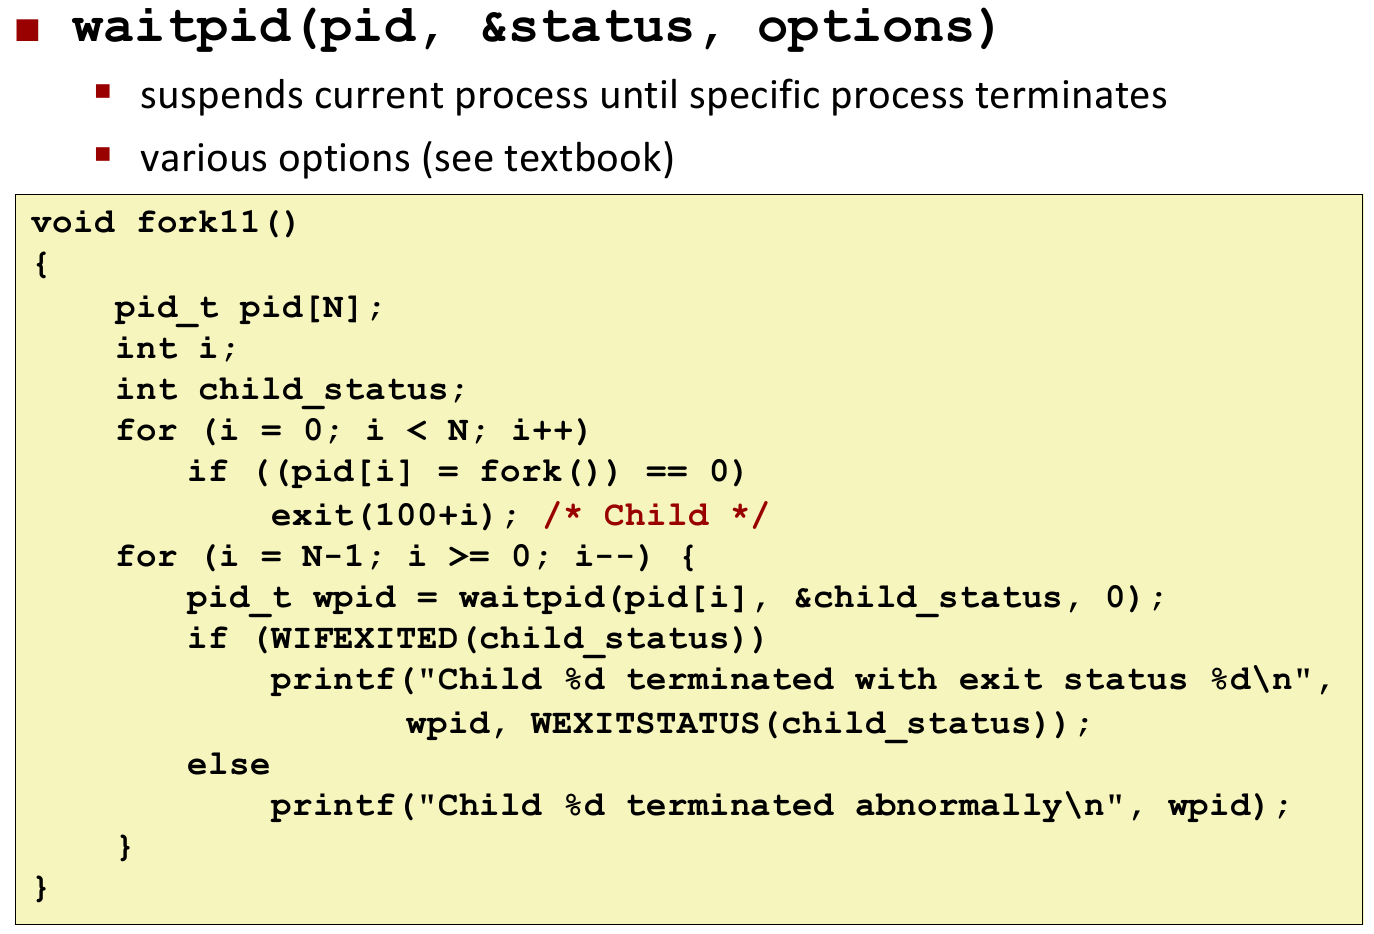 waitpid(pid, &status, options)
suspends current process until specific process terminates
various options (see textbook)
void fork11()
{
    pid_t pid[N];
    int i;
    int child_status;
    for (i = 0; i < N; i++)
        if ((pid[i] = fork()) == 0)
            exit(100+i); /* Child */
    for (i = N-1; i >= 0; i--) {
        pid_t wpid = waitpid(pid[i], &child_status, 0);
        if (WIFEXITED(child_status))
            printf("Child %d terminated with exit status %d\n",
                   wpid, WEXITSTATUS(child_status));
        else
            printf("Child %d terminated abnormally\n", wpid);
    }
}